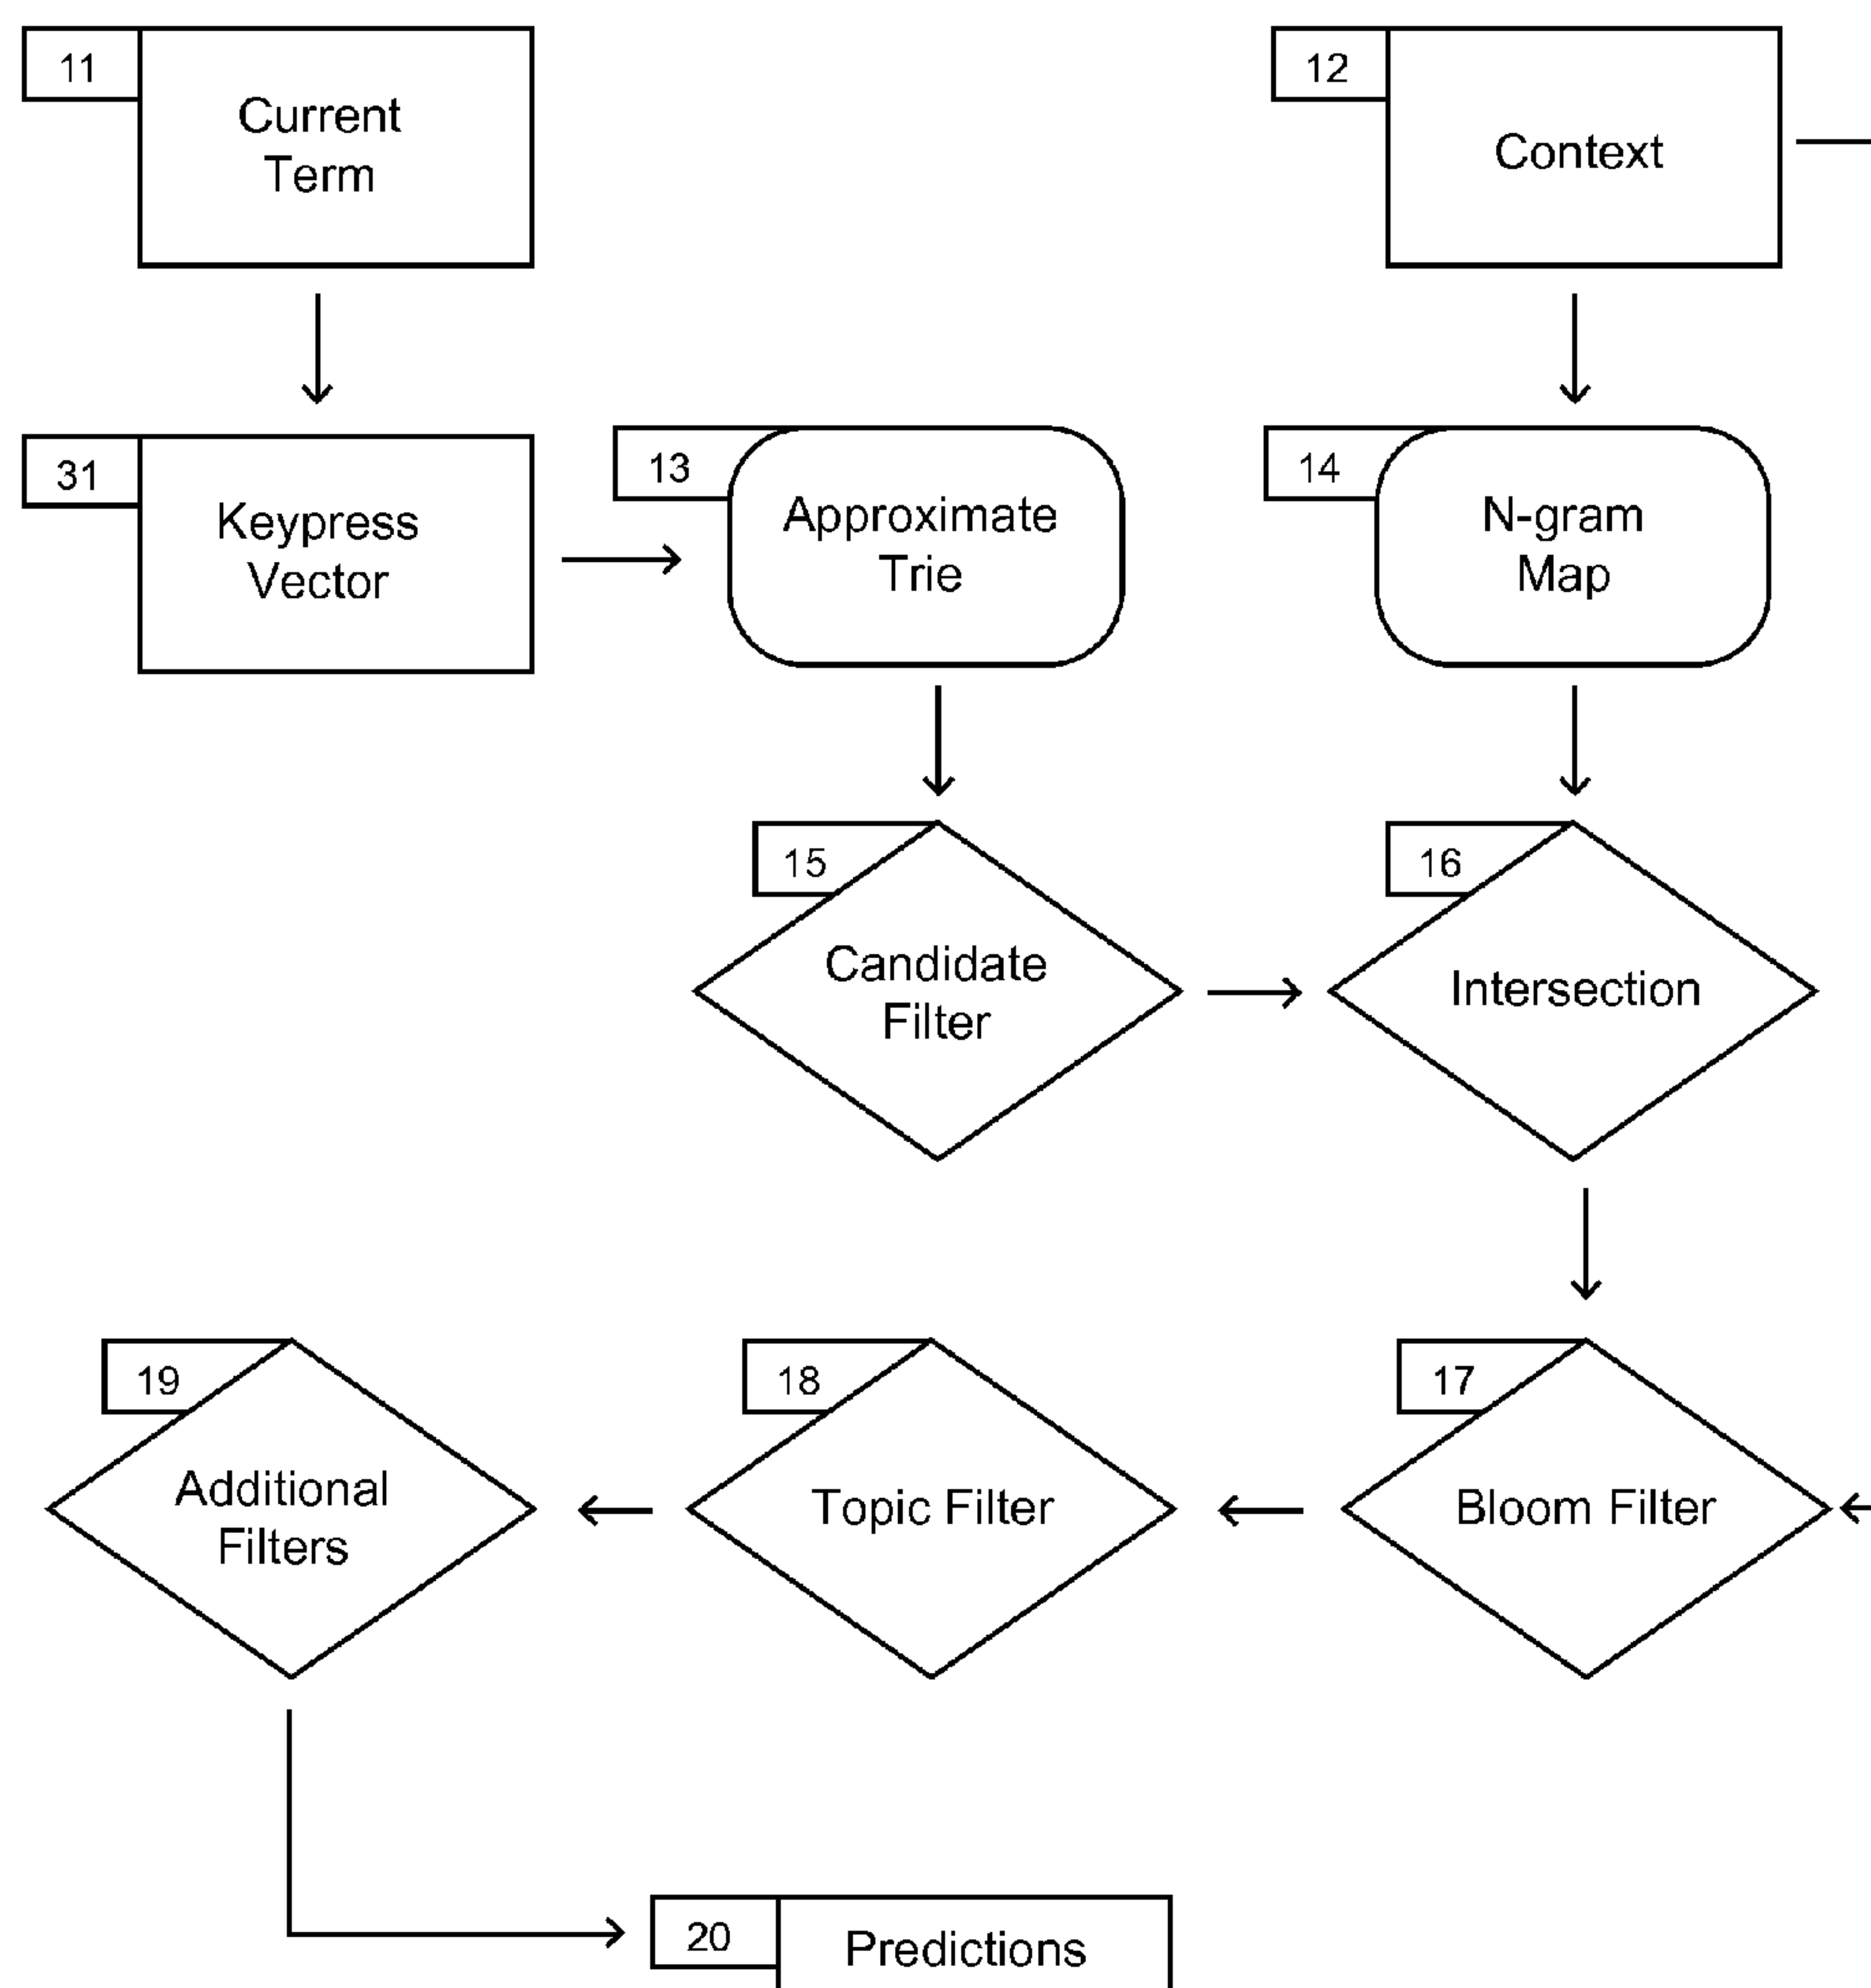 11
Current
Term
12
Context
31
Keypress
Vector
13
Approximate
Trie
14
N-gram
Map
15
Candidate
Filter
16
Intersection
19
Additional
Filters
18
Topic Filter
17
Bloom Filter
20
Predictions